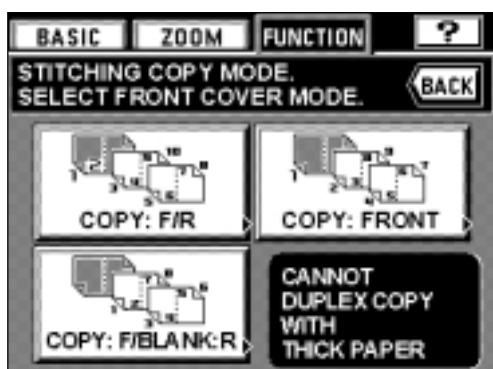 BASIC ZOOM FUNCTION ?
STITCHING COPY MODE.
SELECT FRONT COVER MODE.
BACK
COPY: F/R
COPY: FRONT
COPY: F/BLANK:R
CANNOT
DUPLEX COPY
WITH
THICK PAPER